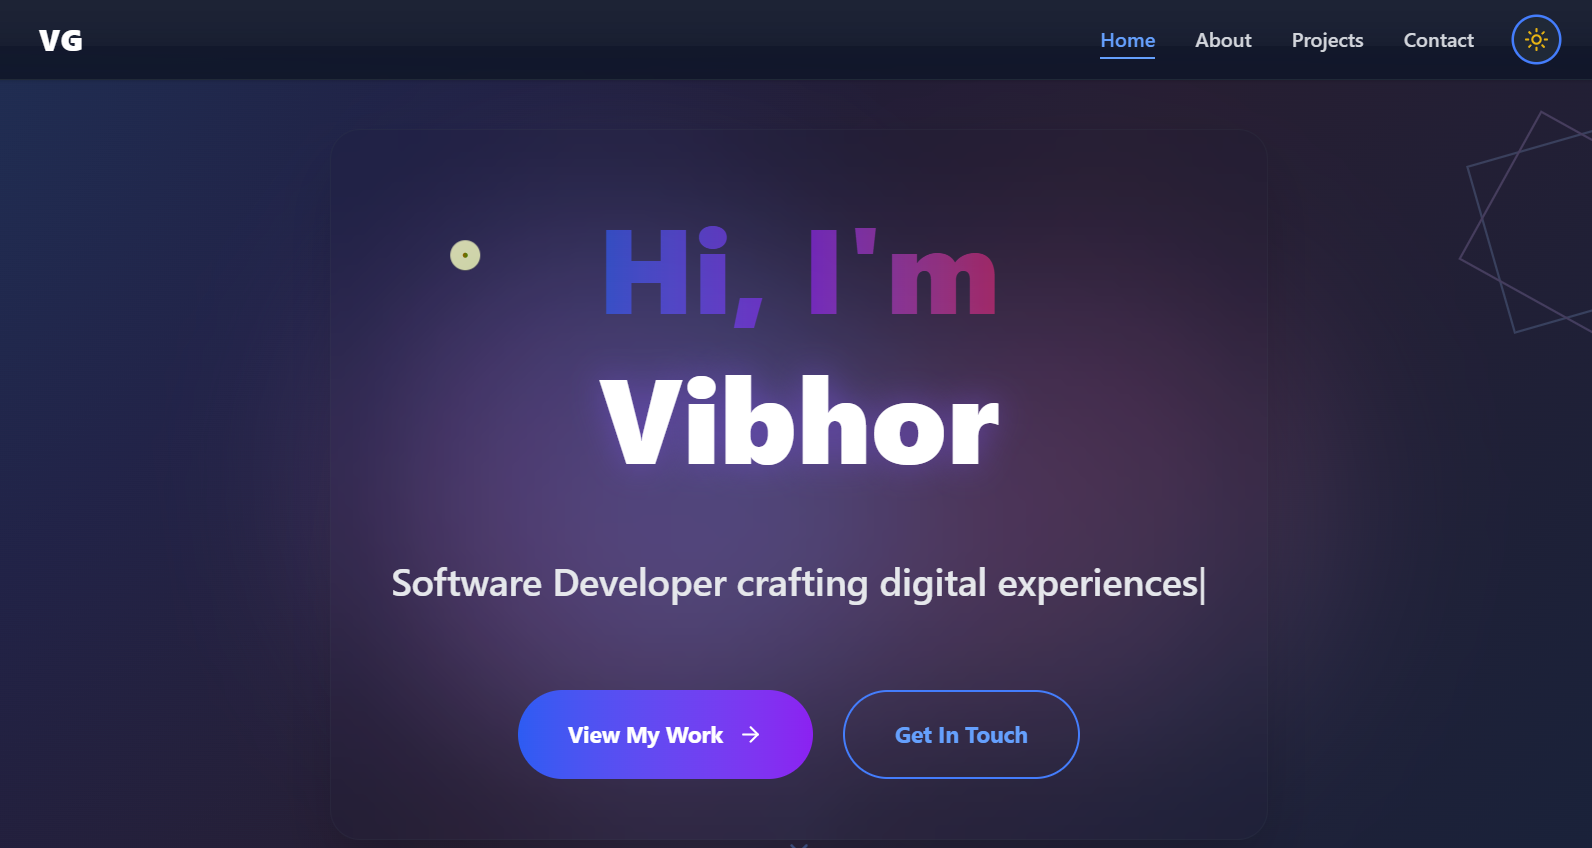 VG
Home
About
Projects
Contact
Hi, I'm
Vibhor
Software Developer crafting digital experiences|
View My Work →
Get In Touch